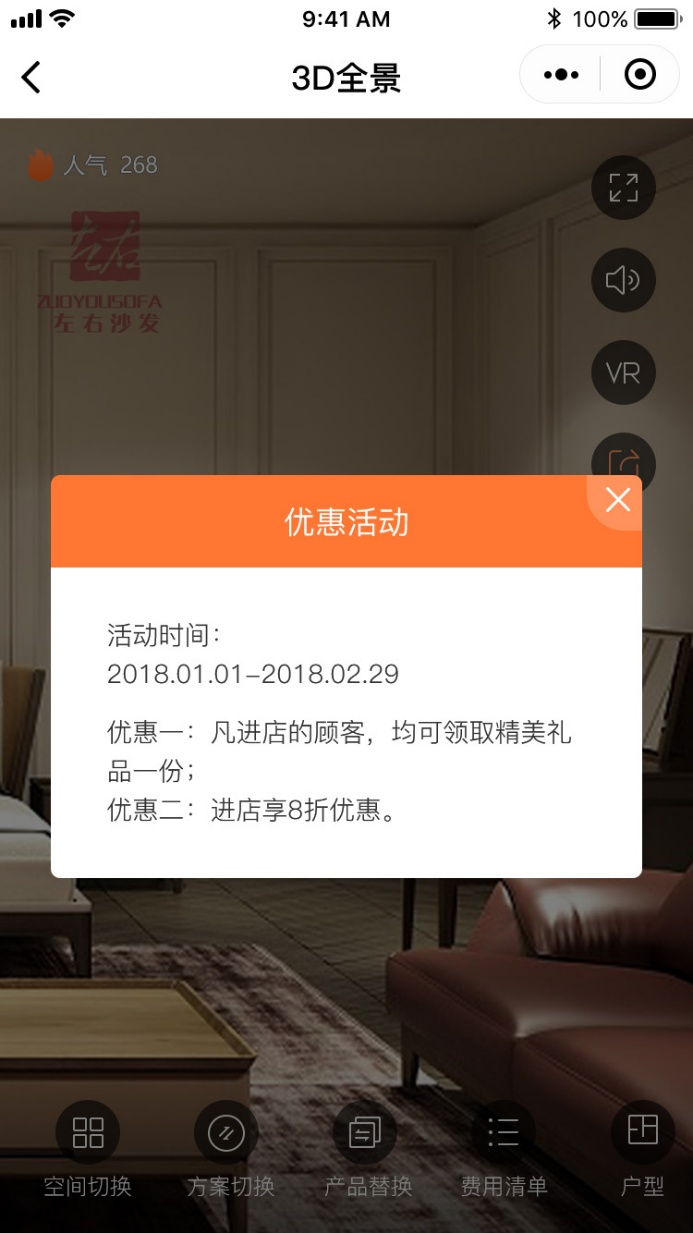 9:41 AM
100%
3D全景
人气 268
左右
ZUOYOUSOFA
左右沙发
VR
优惠活动
活动时间：
2018.01.01-2018.02.29
优惠一：凡进店的顾客，均可领取精美礼
品一份；
优惠二：进店享8折优惠。
空间切换
方案切换
产品替换
费用清单
户型